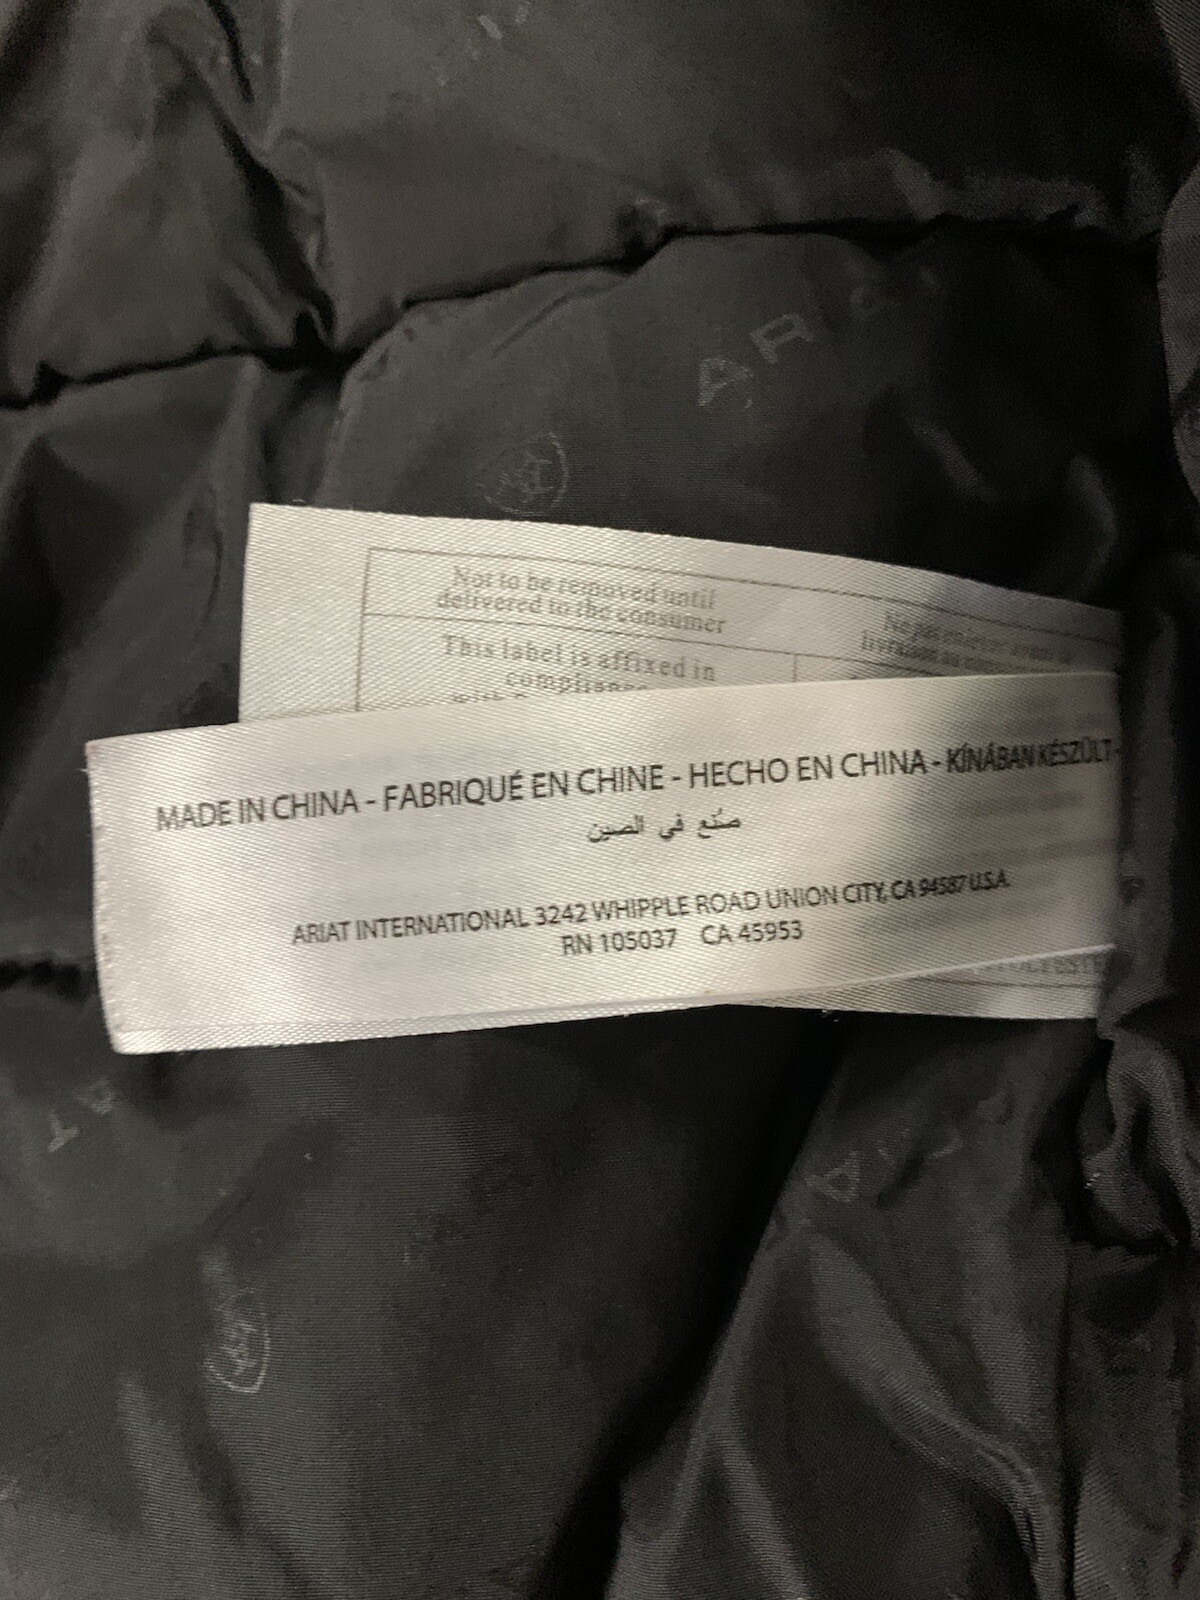 AR
Not to be removed until
delivered to the consumer
This label is affixed in
MADE IN CHINA - FABRIQUÉ EN CHINE - HECHO EN CHINA - KÍNÁBAN KÉSZÜLT -
صنع في الصين
ARIAT INTERNATIONAL 3242 WHIPPLE ROAD UNION CITY, CA 94587 U.S.A.
RN 105037 CA 45953